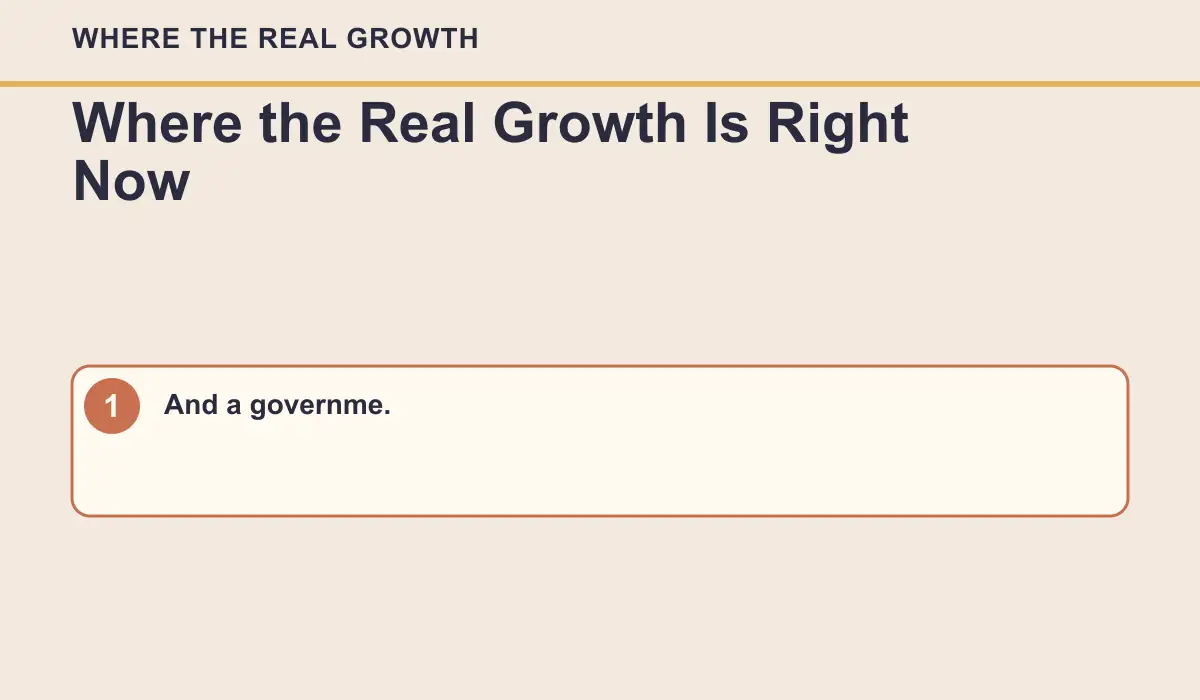 WHERE THE REAL GROWTH
Where the Real Growth Is Right
Now
1
And a governme.